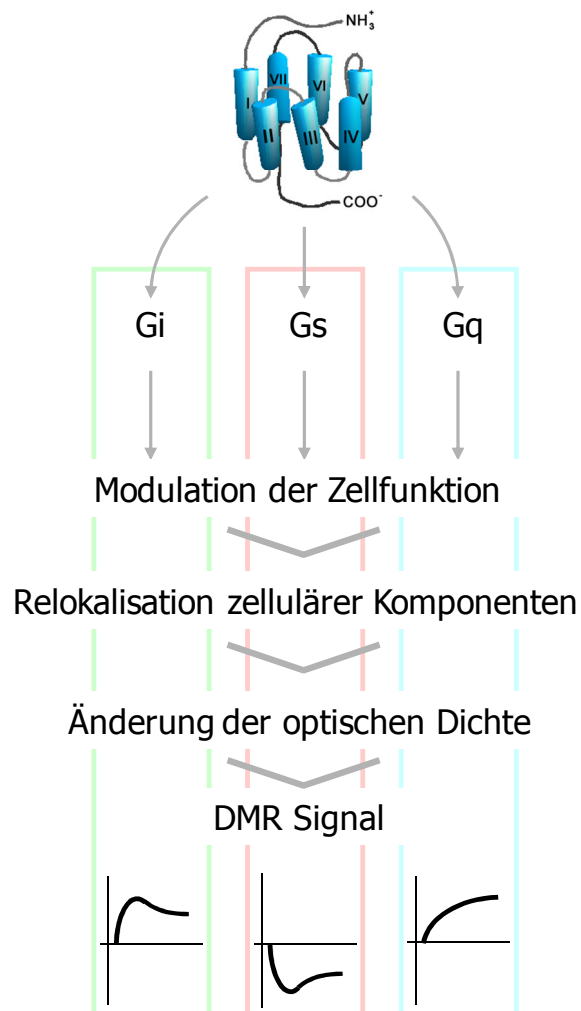 NH₃⁺
VII
VI
I
V
II
III
IV
COO⁻
Gi
Gs
Gq
Modulation der Zellfunktion
Relokalisation zellulärer Komponenten
Änderung der optischen Dichte
DMR Signal